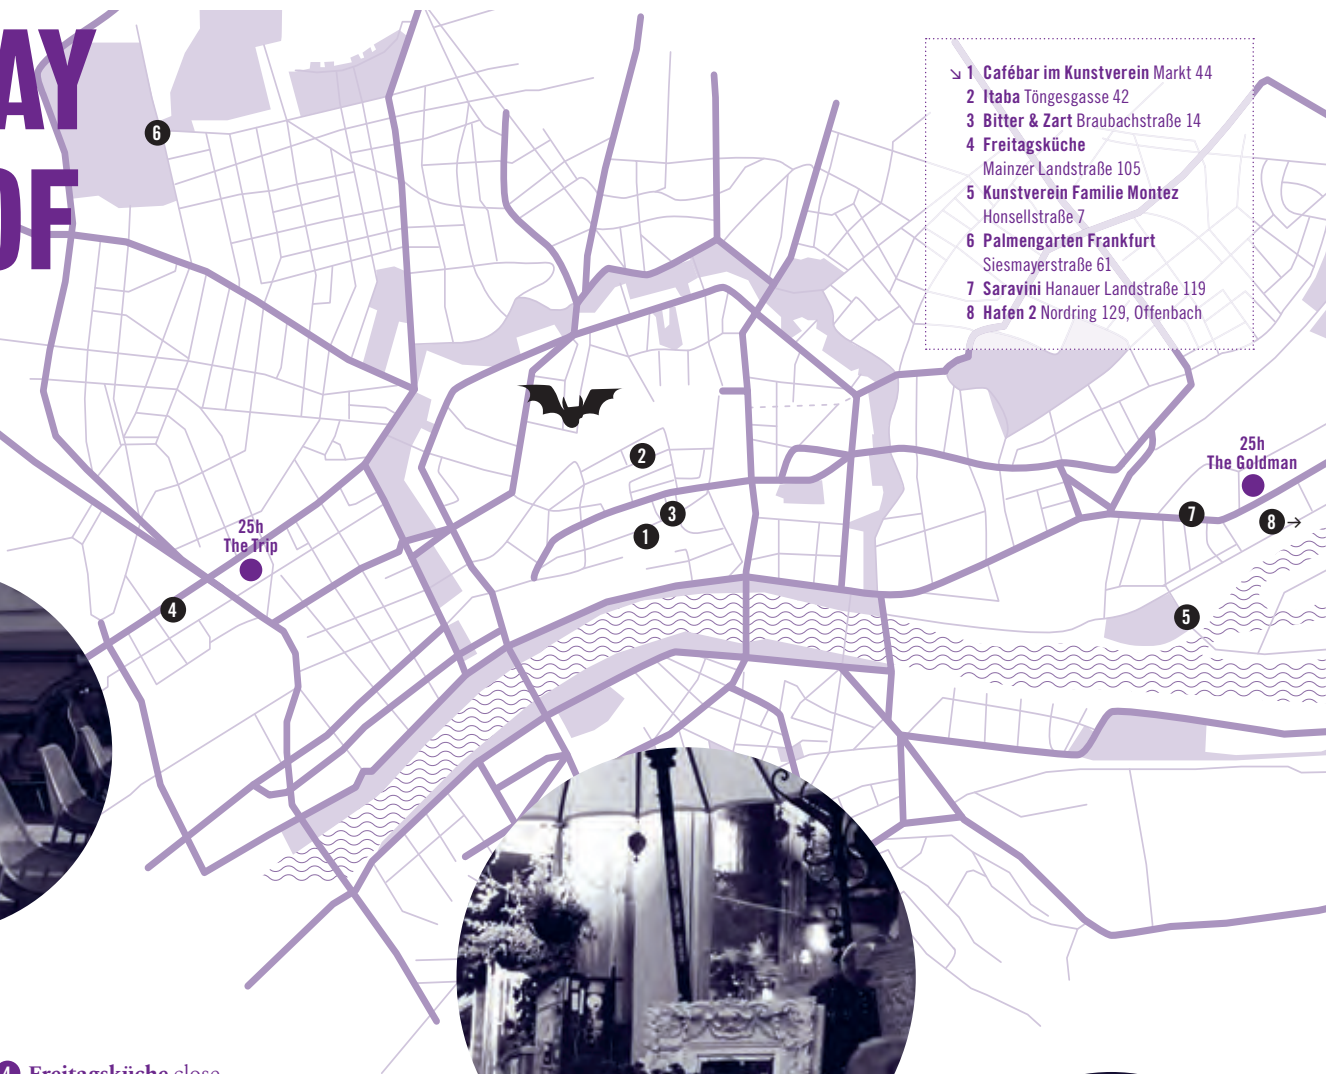 AY
OF
↘ 1 Cafébar im Kunstverein Markt 44
2 Itaba Töngesgasse 42
3 Bitter & Zart Braubachstraße 14
4 Freitagsküche
Mainzer Landstraße 105
5 Kunstverein Familie Montez
Honsellstraße 7
6 Palmengarten Frankfurt
Siesmayerstraße 61
7 Saravini Hanauer Landstraße 119
8 Hafen 2 Nordring 129, Offenbach
6
2
3
1
25h
The Goldman
7
8 →
25h
The Trip
4
5
4 Freitagsküche close